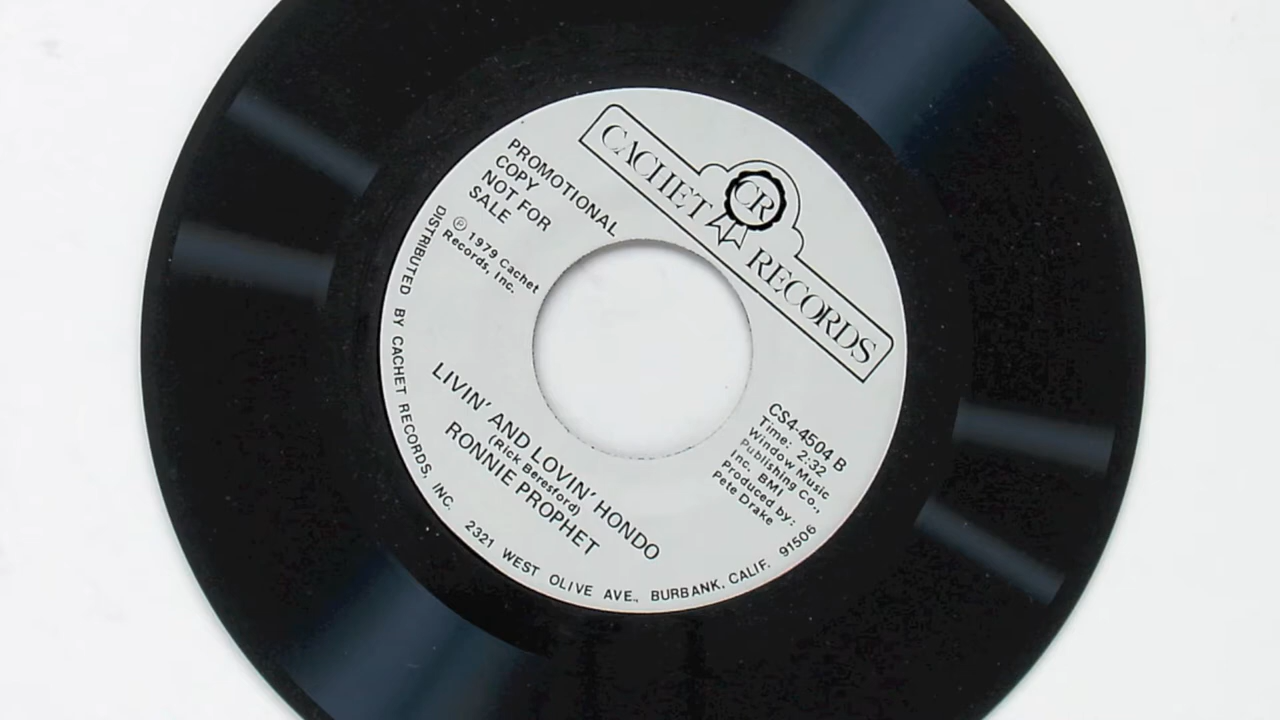 CACHET RECORDS
CR
PROMOTIONAL
COPY
NOT FOR
SALE
Ⓟ 1979 Cachet
Records, Inc.
CS4-4504 B
Time: 2:32
Window Music
Publishing Co.,
Inc. BMI
Produced by:
Pete Drake
LIVIN' AND LOVIN' HONDO
(Rick Beresford)
RONNIE PROPHET
DISTRIBUTED BY CACHET RECORDS, INC. 2321 WEST OLIVE AVE., BURBANK, CALIF. 91506